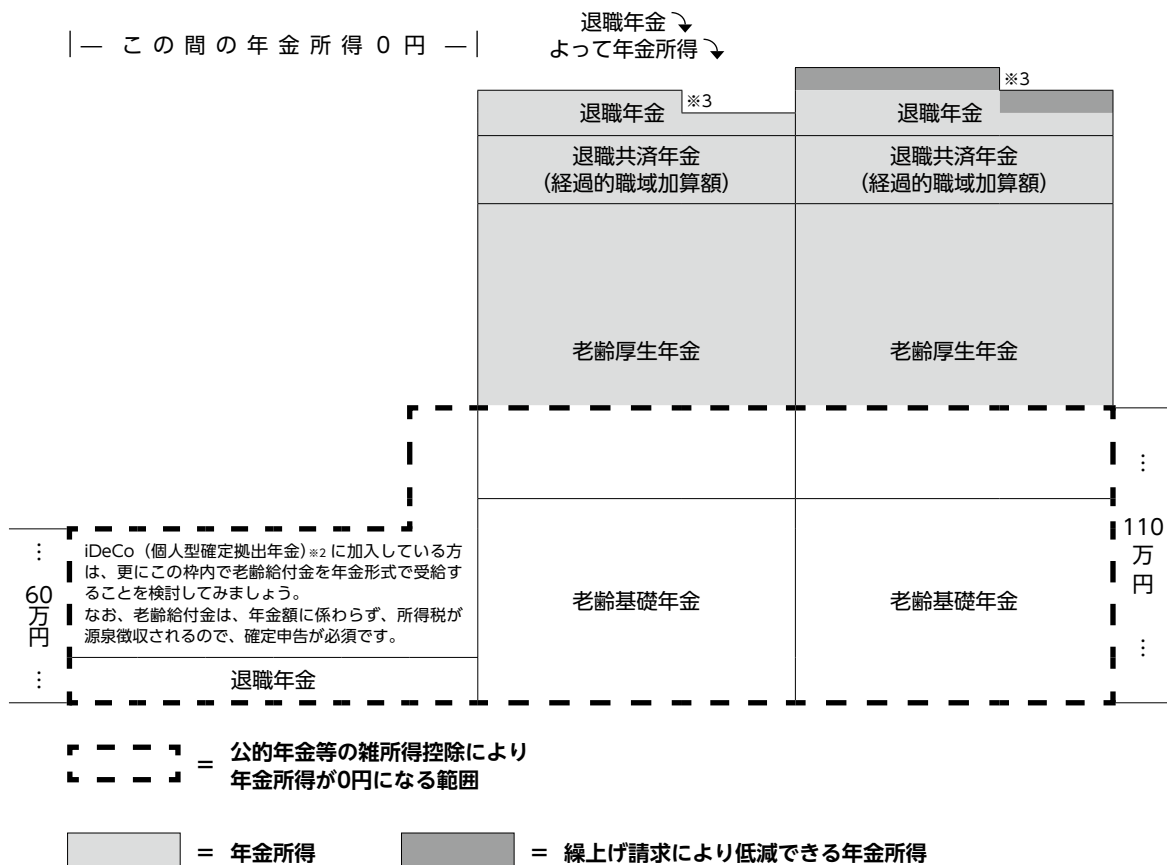 |― この間の年金所得０円 ―|
退職年金
よって年金所得
退職年金
※3
退職年金
※3
退職共済年金
（経過的職域加算額）
退職共済年金
（経過的職域加算額）
老齢厚生年金
老齢厚生年金
iDeCo（個人型確定拠出年金）※2 に加入している方
は、更にこの枠内で老齢給付金を年金形式で受給す
ることを検討してみましょう。
なお、老齢給付金は、年金額に係わらず、所得税が
源泉徴収されるので、確定申告が必須です。
退職年金
…
60
万
円
…
老齢基礎年金
老齢基礎年金
…
110
万
円
…
＝ 公的年金等の雑所得控除により
年金所得が0円になる範囲
＝ 年金所得
＝ 繰上げ請求により低減できる年金所得